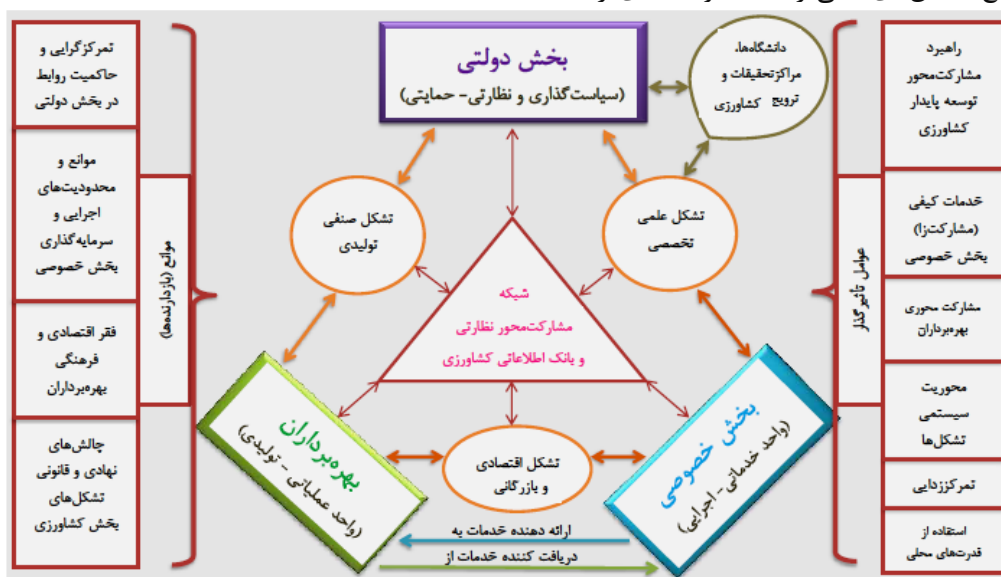 بخش دولتی
(سیاست‌گذاری و نظارتی- حمایتی)
دانشگاه‌ها،
مراکزتحقیقات و
ترویج کشاورزی
راهبرد
مشارکت‌محور
توسعه پایدار
کشاورزی
خدمات کیفی
(مشارکت‌زا)
بخش خصوصی
مشارکت محوری
بهره‌برداران
محوریت
سیستمی
تشکل‌ها
تمرکززدایی
استفاده از
قدرت‌های محلی
عوامل تأثیرگذار
تشکل علمی
تخصصی
تشکل صنفی
تولیدی
شبکه
مشارکت‌محور نظارتی
و بانک اطلاعاتی کشاورزی
بخش خصوصی
(واحد خدماتی- اجرایی)
تشکل اقتصادی
و بازرگانی
بهره‌برداران
(واحد عملیاتی- تولیدی)
ارائه دهنده خدمات به
دریافت کننده خدمات از
موانع (بازدارنده‌ها)
تمرکزگرایی و
حاکمیت روابط
در بخش دولتی
موانع و
محدودیت‌های
اجرایی و
سرمایه‌گذاری
بخش خصوصی
فقر اقتصادی و
فرهنگی
بهره‌برداران
چالش‌های
نهادی و قانونی
تشکل‌های
بخش کشاورزی